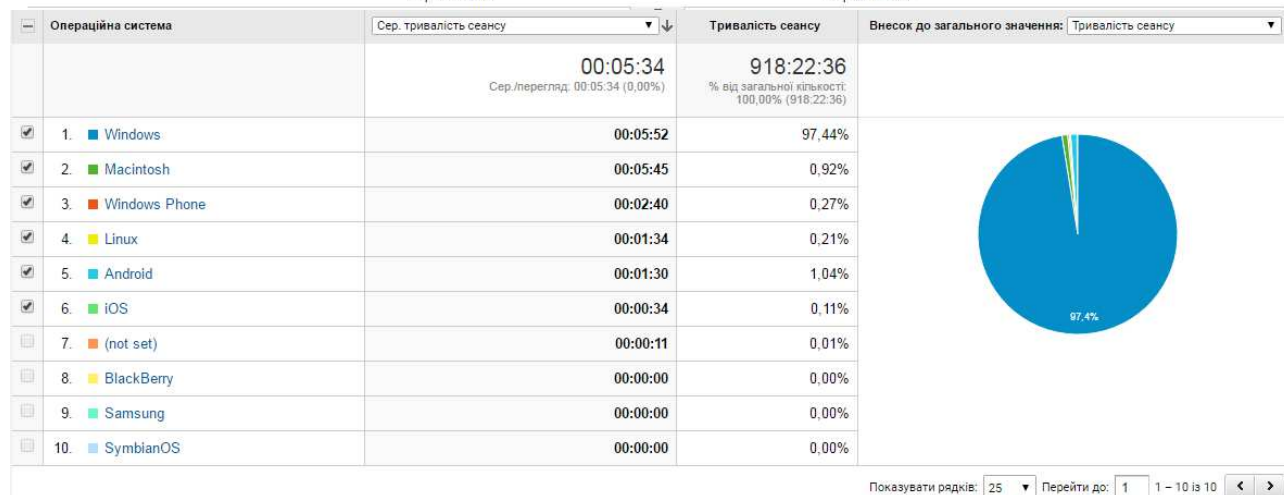 Операційна система Сер. тривалість сеансу Тривалість сеансу Внесок до загального значення: Тривалість сеансу
00:05:34 918:22:36
Сер./перегляд: 00:05:34 (0,00%) % від загальної кількості:
100,00% (918:22:36)
1. Windows 00:05:52 97,44%
2. Macintosh 00:05:45 0,92%
3. Windows Phone 00:02:40 0,27%
4. Linux 00:01:34 0,21%
5. Android 00:01:30 1,04%
6. iOS 00:00:34 0,11%
97,4%
7. (not set) 00:00:11 0,01%
8. BlackBerry 00:00:00 0,00%
9. Samsung 00:00:00 0,00%
10. SymbianOS 00:00:00 0,00%
Показувати рядків: 25 Перейти до: 1 1 – 10 із 10